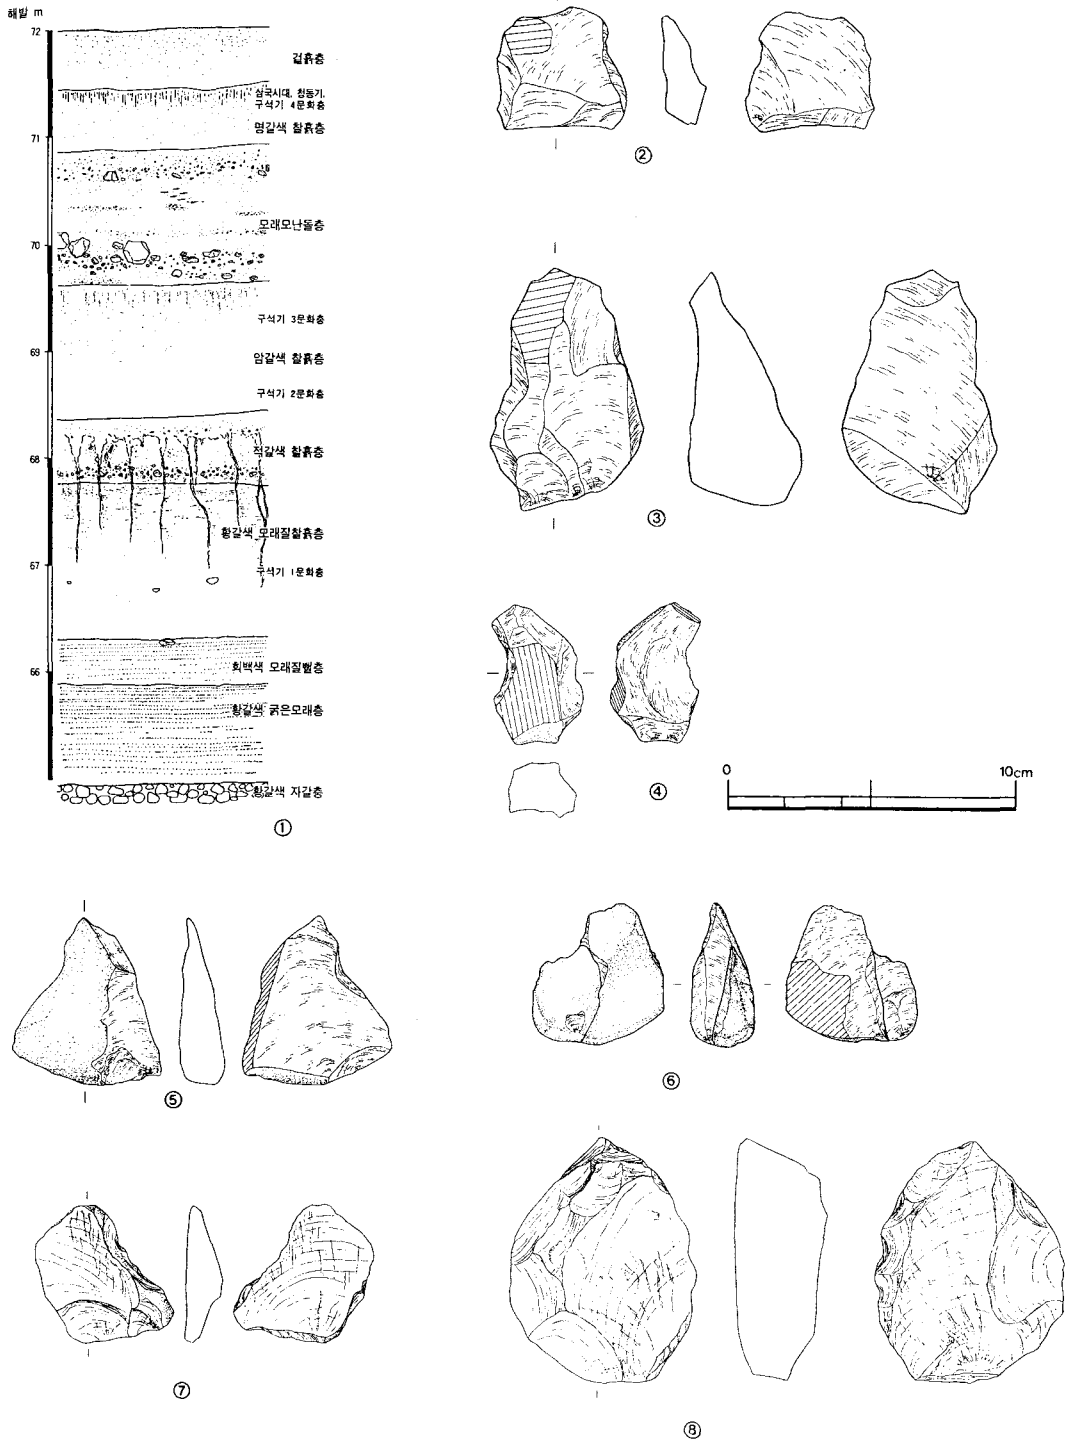 해발 m
72
겉흙층
삼국시대, 청동기,
구석기 4문화층
71
명갈색 찰흙층
모래모난돌층
70
구석기 3문화층
69
암갈색 찰흙층
구석기 2문화층
68
적갈색 찰흙층
황갈색 모래질찰흙층
67
구석기 1문화층
66
회백색 모래질뻘층
황갈색 굵은모래층
황갈색 자갈층
①
②
③
④
0 10cm
⑤
⑥
⑦
⑧